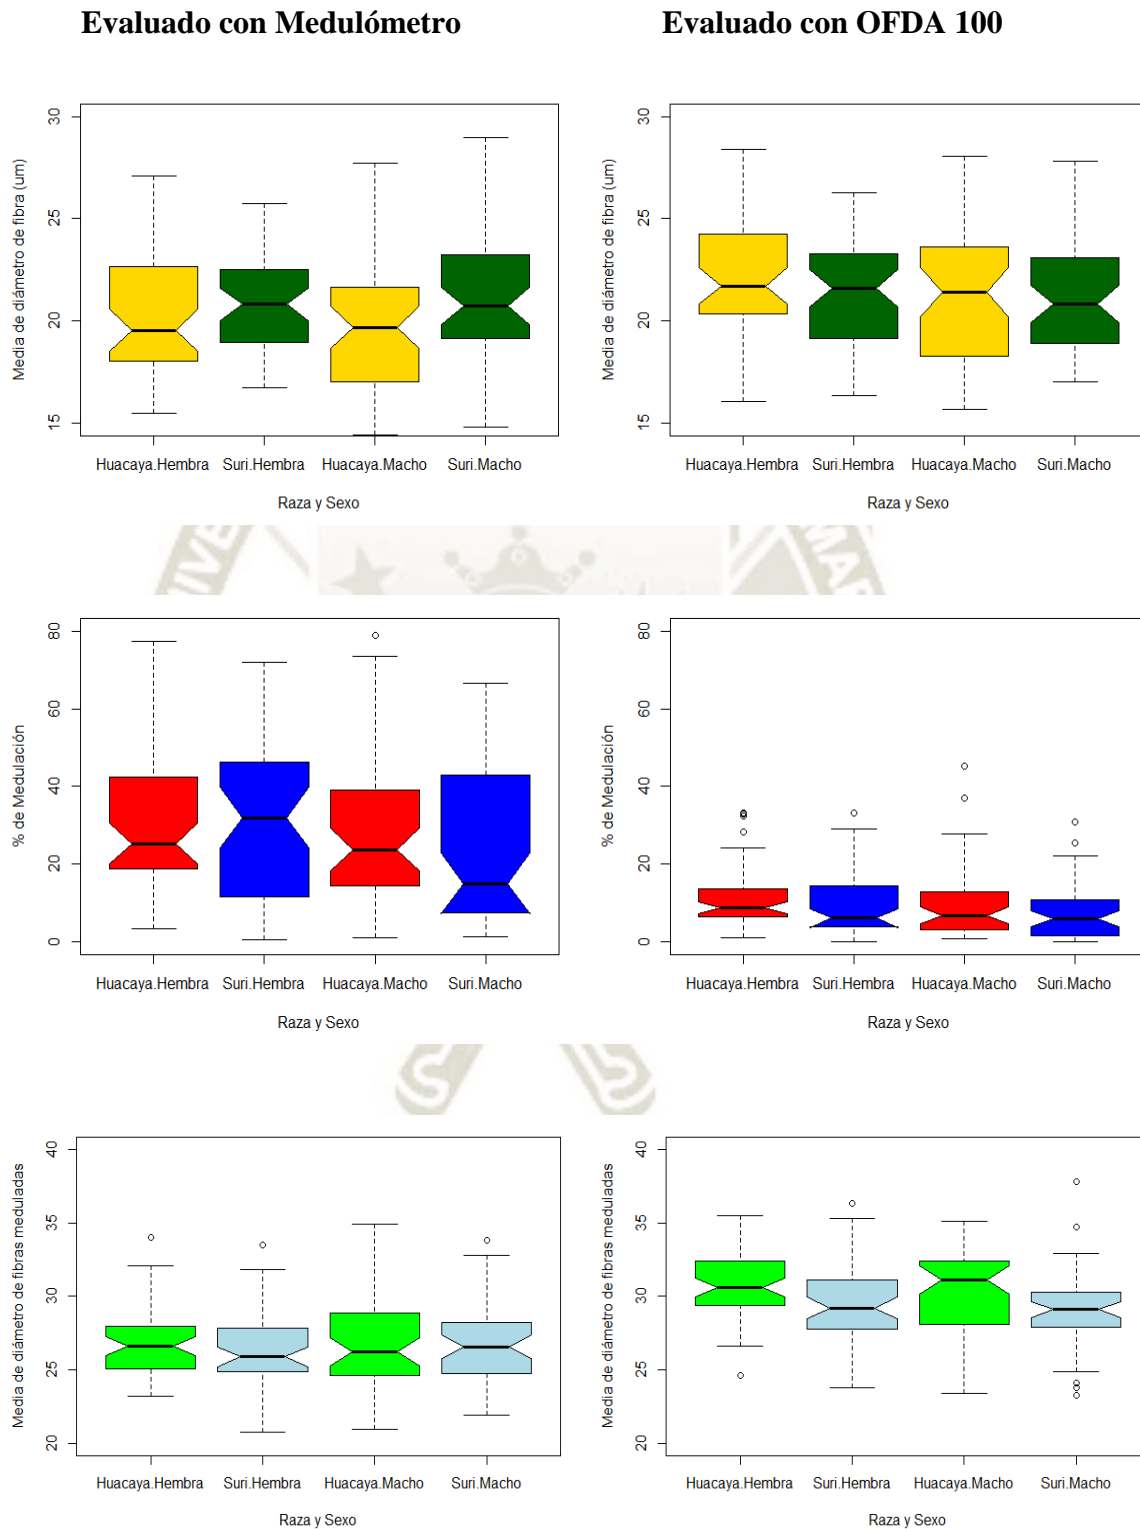 Evaluado con Medulómetro
Evaluado con OFDA 100
Media de diámetro de fibra (um)
30
25
20
15
Huacaya.Hembra Suri.Hembra Huacaya.Macho Suri.Macho
Raza y Sexo
Media de diámetro de fibra (um)
30
25
20
15
Huacaya.Hembra Suri.Hembra Huacaya.Macho Suri.Macho
Raza y Sexo
% de Medulación
80
60
40
20
0
Huacaya.Hembra Suri.Hembra Huacaya.Macho Suri.Macho
Raza y Sexo
% de Medulación
80
60
40
20
0
Huacaya.Hembra Suri.Hembra Huacaya.Macho Suri.Macho
Raza y Sexo
Media de diámetro de fibras meduladas
40
35
30
25
20
Huacaya.Hembra Suri.Hembra Huacaya.Macho Suri.Macho
Raza y Sexo
Media de diámetro de fibras meduladas
40
35
30
25
20
Huacaya.Hembra Suri.Hembra Huacaya.Macho Suri.Macho
Raza y Sexo